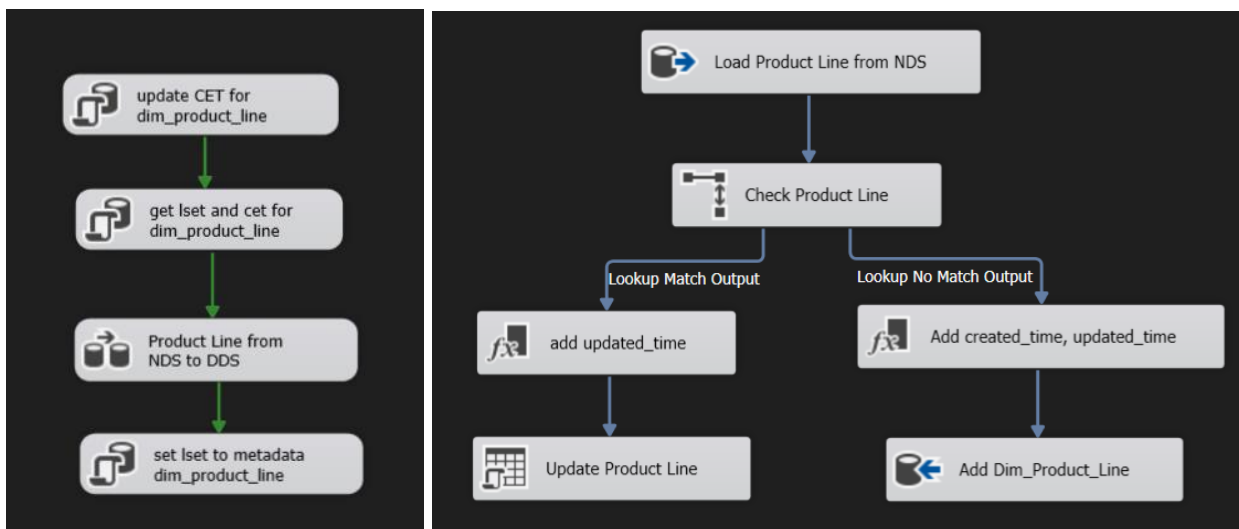 update CET for
dim_product_line
get lset and cet for
dim_product_line
Product Line from
NDS to DDS
set lset to metadata
dim_product_line
Load Product Line from NDS
Check Product Line
Lookup Match Output
Lookup No Match Output
add updated_time
Add created_time, updated_time
Update Product Line
Add Dim_Product_Line